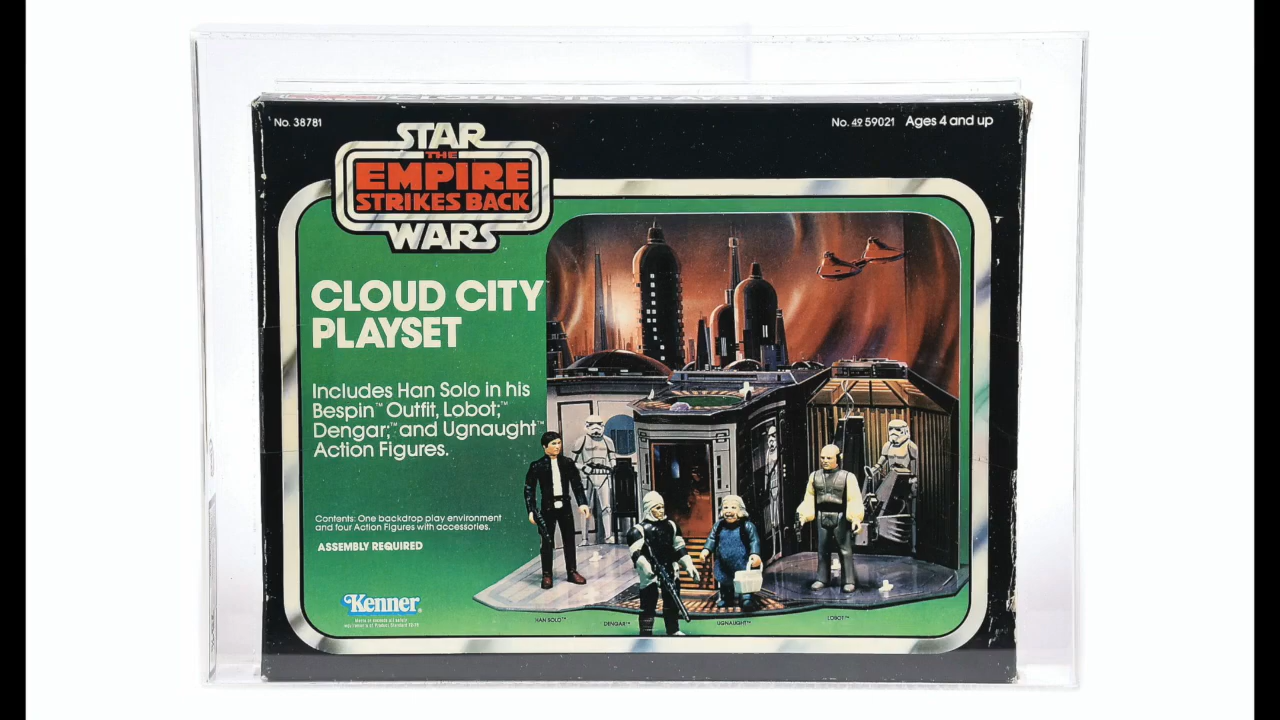 No. 38781
No. 49 59021 Ages 4 and up
STAR
THE
EMPIRE
STRIKES BACK
WARS
CLOUD CITY
PLAYSET
Includes Han Solo in his
Bespin™ Outfit, Lobot,™
Dengar,™ and Ugnaught™
Action Figures.
Contents: One backdrop play environment
and four Action Figures with accessories.
ASSEMBLY REQUIRED
Kenner®
HAN SOLO™
DENGAR™
UGNAUGHT™
LOBOT™